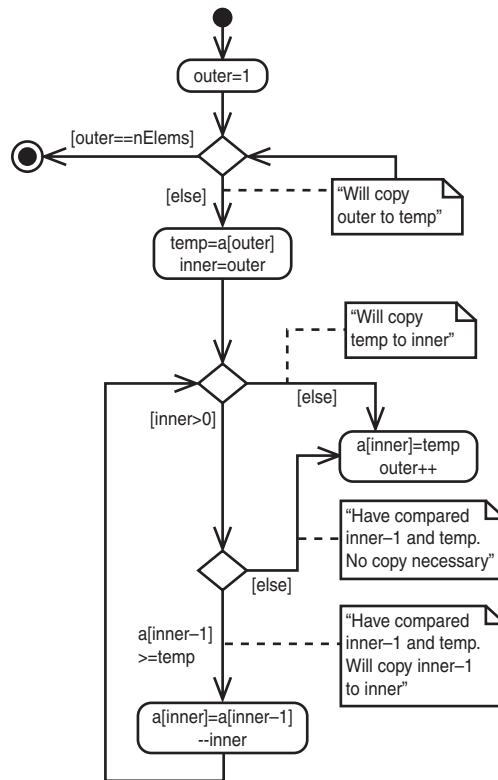 outer=1
[outer==nElems]
[else]
“Will copy
outer to temp”
temp=a[outer]
inner=outer
“Will copy
temp to inner”
[else]
[inner>0]
a[inner]=temp
outer++
“Have compared
inner–1 and temp.
No copy necessary”
[else]
a[inner–1]
>=temp
“Have compared
inner–1 and temp.
Will copy inner–1
to inner”
a[inner]=a[inner–1]
--inner